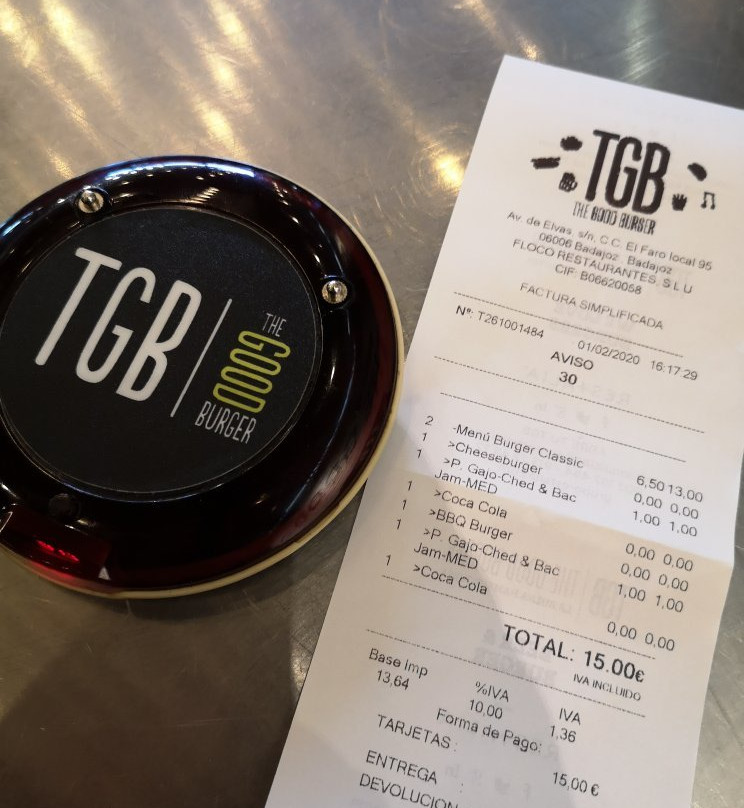 TGB
THE
GOOD
BURGER
TGB
THE GOOD BURGER
Av. de Elvas s/n, C.C. El Faro local 95
06006 Badajoz. Badajoz
FLOCO RESTAURANTES, S.L.U
CIF: B06620058
FACTURA SIMPLIFICADA
Nº: T261001484 01/02/2020 16:17:29
AVISO
30
2 -Menú Burger Classic 6,50 13,00
1 >Cheeseburger 0,00 0,00
1 >P. Gajo-Ched & Bac 1,00 1,00
Jam-MED
1 >Coca Cola 0,00 0,00
1 >BBQ Burger 0,00 0,00
1 >P. Gajo-Ched & Bac 1,00 1,00
Jam-MED
1 >Coca Cola 0,00 0,00
TOTAL: 15.00€
IVA INCLUIDO
Base Imp %IVA IVA
13,64 10,00 1,36
Forma de Pago:
TARJETAS : 15,00 €
ENTREGA :
DEVOLUCION